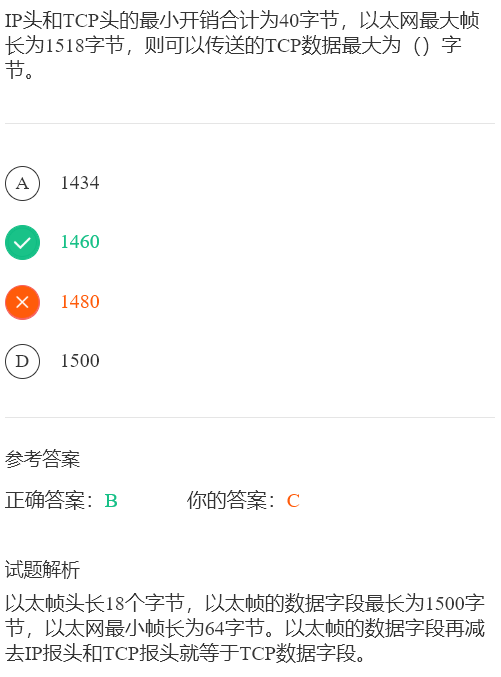 IP头和TCP头的最小开销合计为40字节，以太网最大帧
长为1518字节，则可以传送的TCP数据最大为（）字
节。
A 1434
1460
1480
D 1500
参考答案
正确答案：B 你的答案：C
试题解析
以太帧头长18个字节，以太帧的数据字段最长为1500字
节，以太网最小帧长为64字节。以太帧的数据字段再减
去IP报头和TCP报头就等于TCP数据字段。